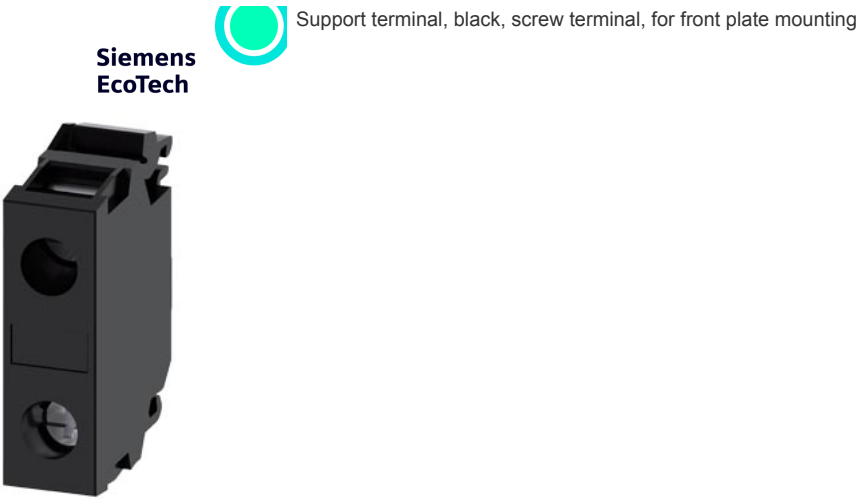 Support terminal, black, screw terminal, for front plate mounting
Siemens
EcoTech